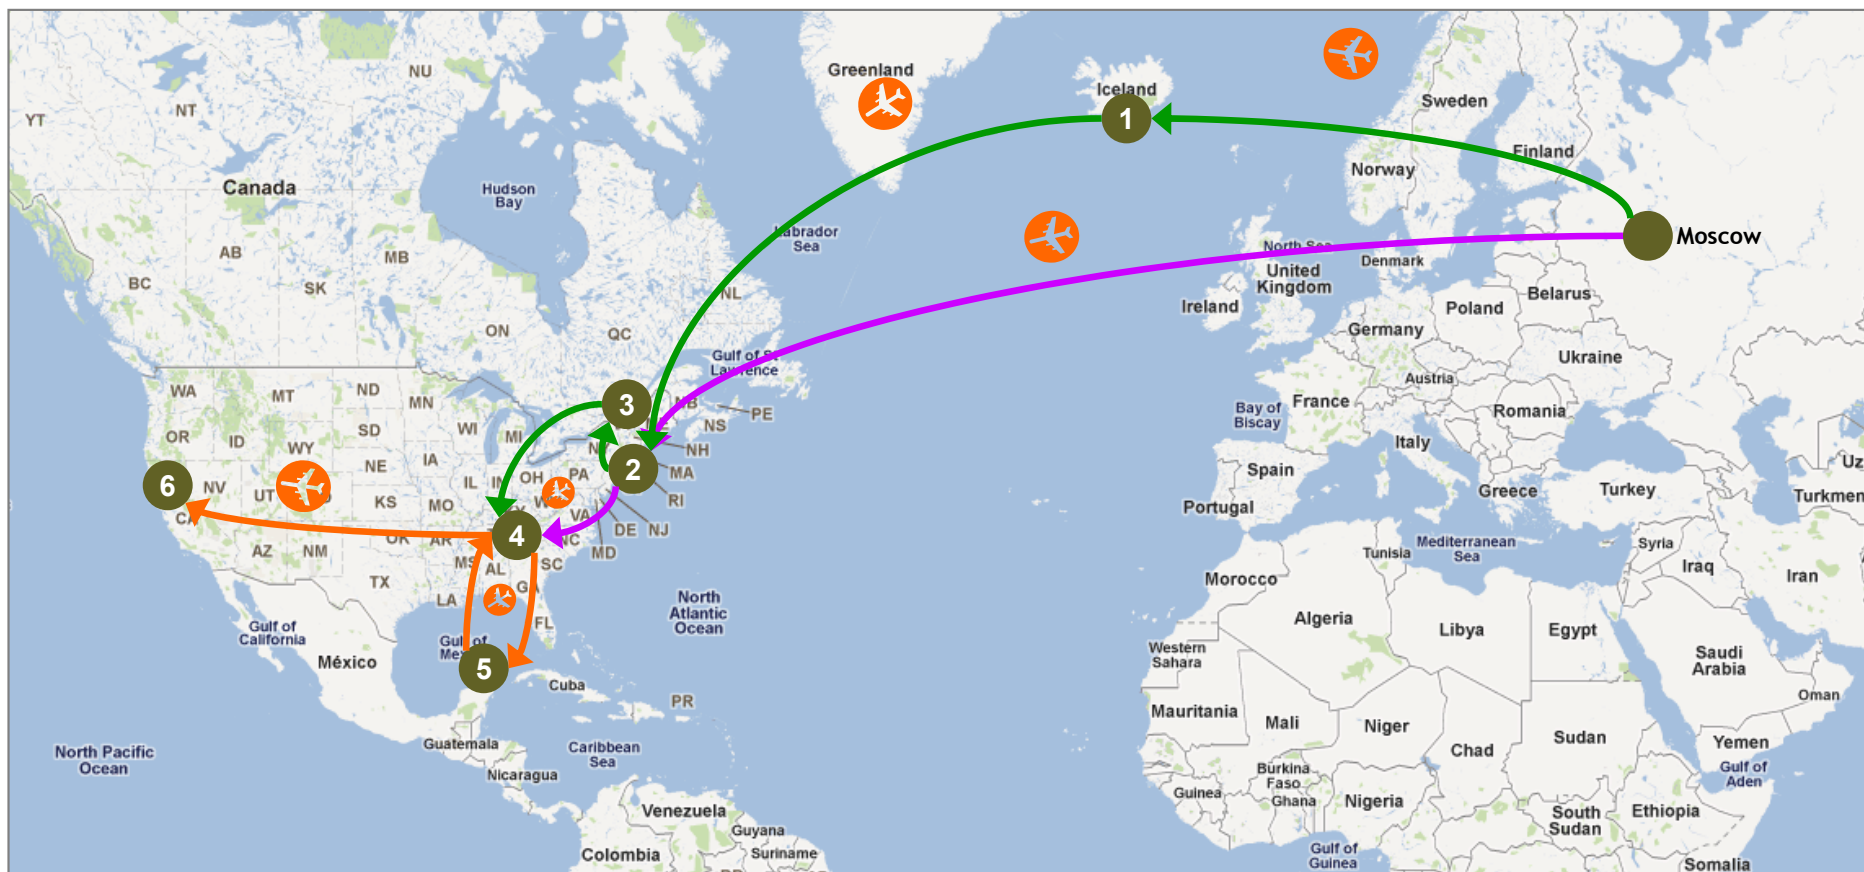 Greenland
Iceland
1
Sweden
Finland
Norway
NU
NT
YT
Canada
Hudson
Bay
Labrador
Sea
Moscow
North Sea
Denmark
United
Kingdom
Ireland
Belarus
Poland
Germany
Ukraine
Austria
France
Romania
Bay of
Biscay
Italy
Spain
Portugal
Greece
Turkey
Turkmen
Uz
AB
MB
BC
SK
ON
QC
NL
Gulf of St
Lawrence
NB
PE
NS
3
WA
MT
ND
MN
OR
ID
WY
SD
WI
MI
NH
2
MA
RI
6
NV
UT
NE
IA
IL
IN
OH
PA
KS
MO
KY
VA
DE
NJ
MD
CA
AZ
NM
OK
AR
4
NC
SC
TX
MS
AL
GA
LA
FL
Gulf of
California
México
Gulf of
Mex
5
Cuba
PR
North
Atlantic
Ocean
North Pacific
Ocean
Guatemala
Nicaragua
Caribbean
Sea
Venezuela
Guyana
Suriname
Colombia
Morocco
Tunisia
Mediterranean
Sea
Syria
Iraq
Iran
Algeria
Libya
Egypt
Western
Sahara
Saudi
Arabia
Oman
Mauritania
Mali
Niger
Chad
Sudan
Yemen
Gulf of
Aden
Burkina
Faso
Guinea
Ghana
Nigeria
South
Sudan
Ethiopia
Gulf of
Guinea
Somalia